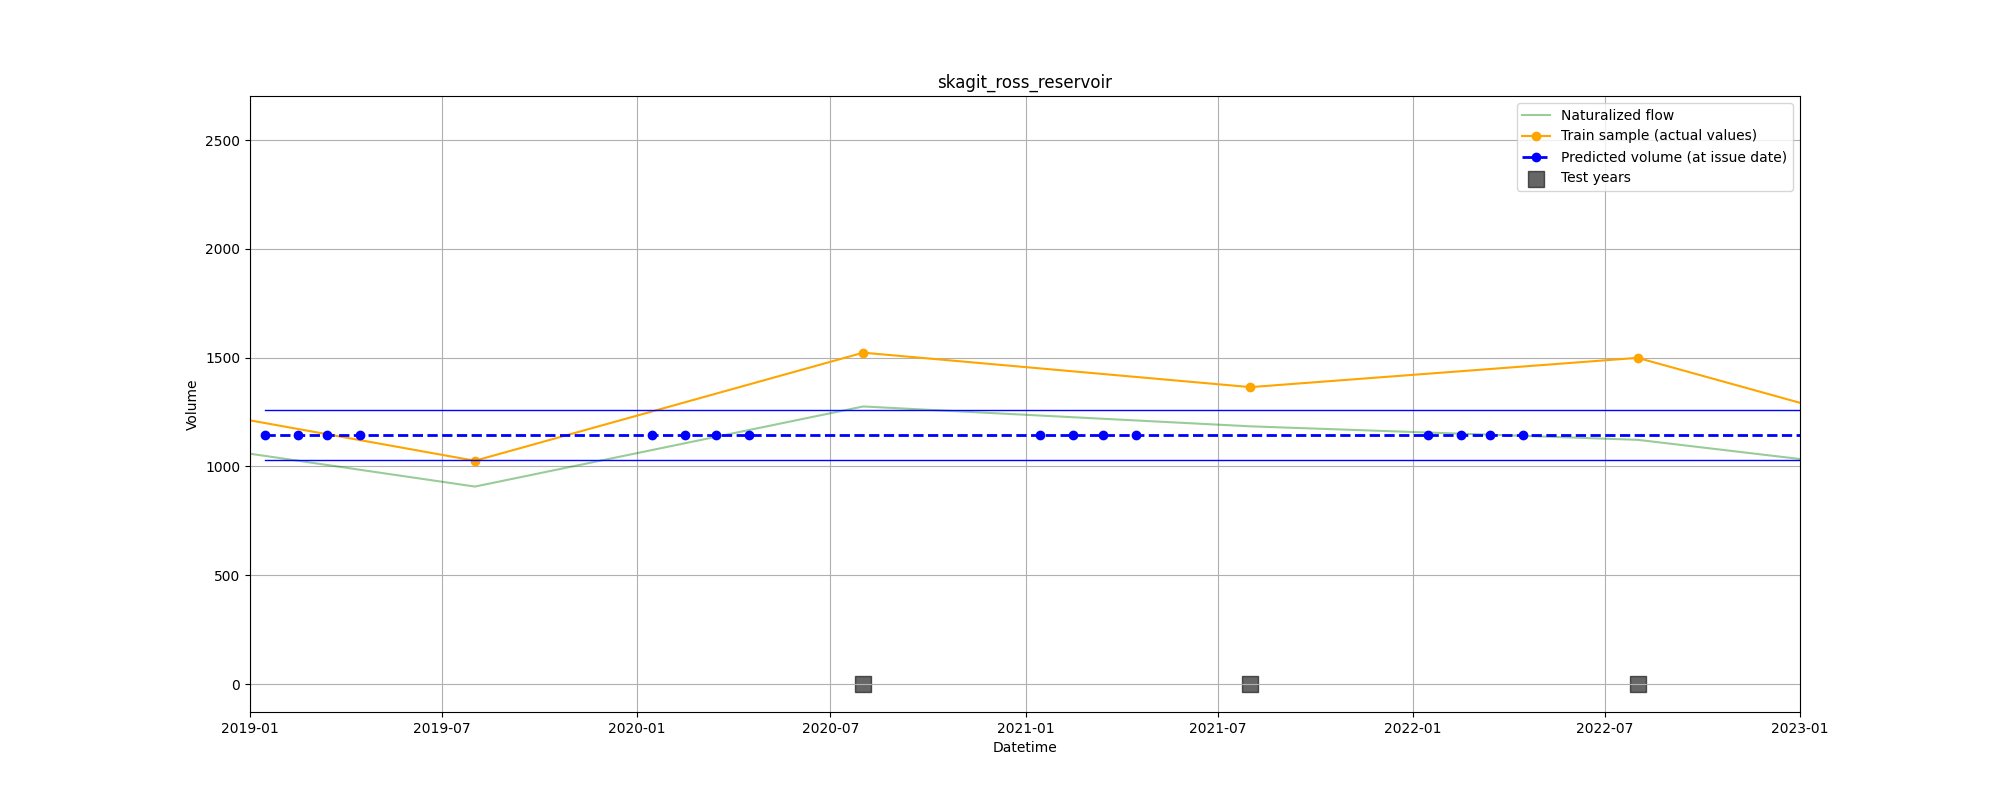 skagit_ross_reservoir
Naturalized flow
Train sample (actual values)
Predicted volume (at issue date)
Test years
2500
2000
1500
1000
500
0
Volume
2019-01
2019-07
2020-01
2020-07
2021-01
2021-07
2022-01
2022-07
2023-01
Datetime